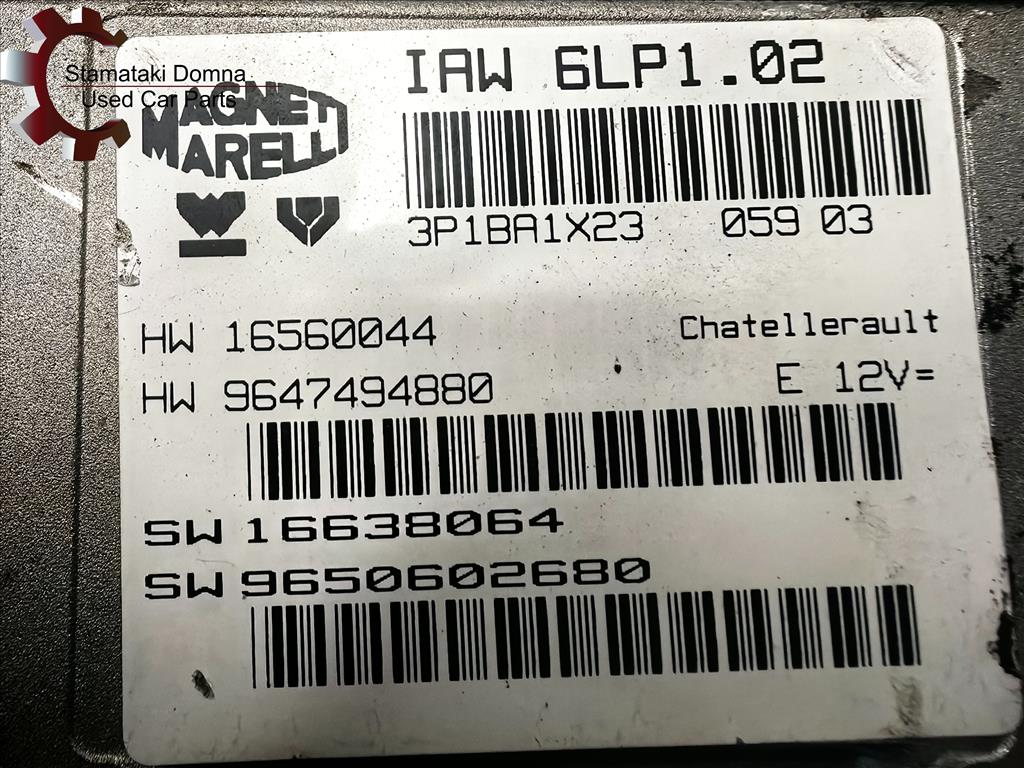 Stamataki Domna
Used Car Parts
MAGNETI
MARELLI
IAW 6LP1.02
3P1BA1X23 059 03
HW 16560044
Chatellerault
HW 9647494880
E 12V=
SW 16638064
SW 9650602680